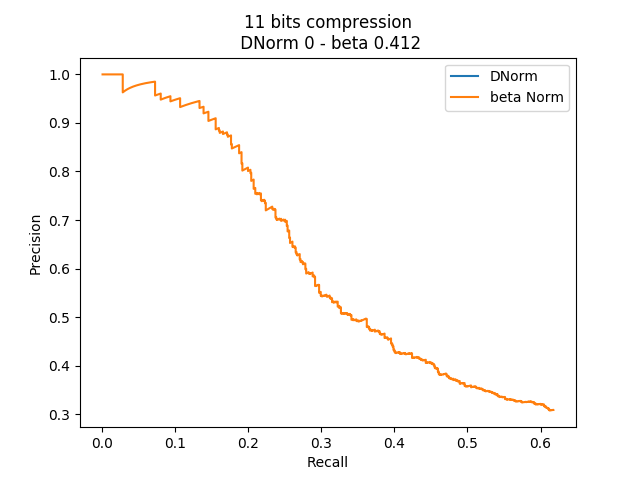 11 bits compression
DNorm 0 - beta 0.412
1.0
0.9
0.8
0.7
0.6
0.5
0.4
0.3
Precision
DNorm
beta Norm
0.0 0.1 0.2 0.3 0.4 0.5 0.6
Recall